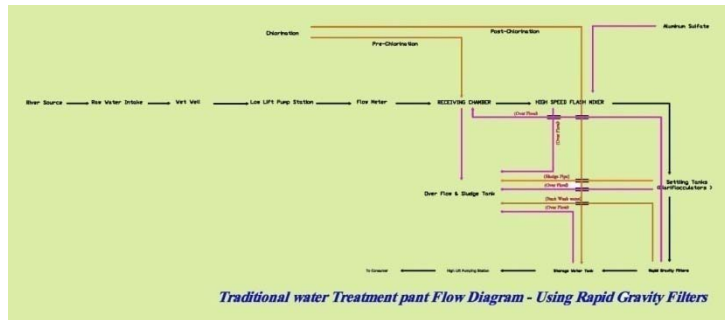 Aluminum Sulfate
Post-Chlorination
Chlorination
Pre-Chlorination
River Source
Raw Water Intake
Wet Well
Low Lift Pump Station
Flow Meter
RECEIVING CHAMBER
HIGH SPEED FLASH MIXER
(Over Flow)
(Over Flow)
(Sludge Pipe)
Settling Tanks
(Clariflocculators )
(Over Flow)
Over Flow & Sludge Tank
(Back Wash water)
(Over Flow)
To Consumer
High Lift Pumping Station
Storage Water Tank
Rapid Gravity Filters
Traditional water Treatment pant Flow Diagram - Using Rapid Gravity Filters